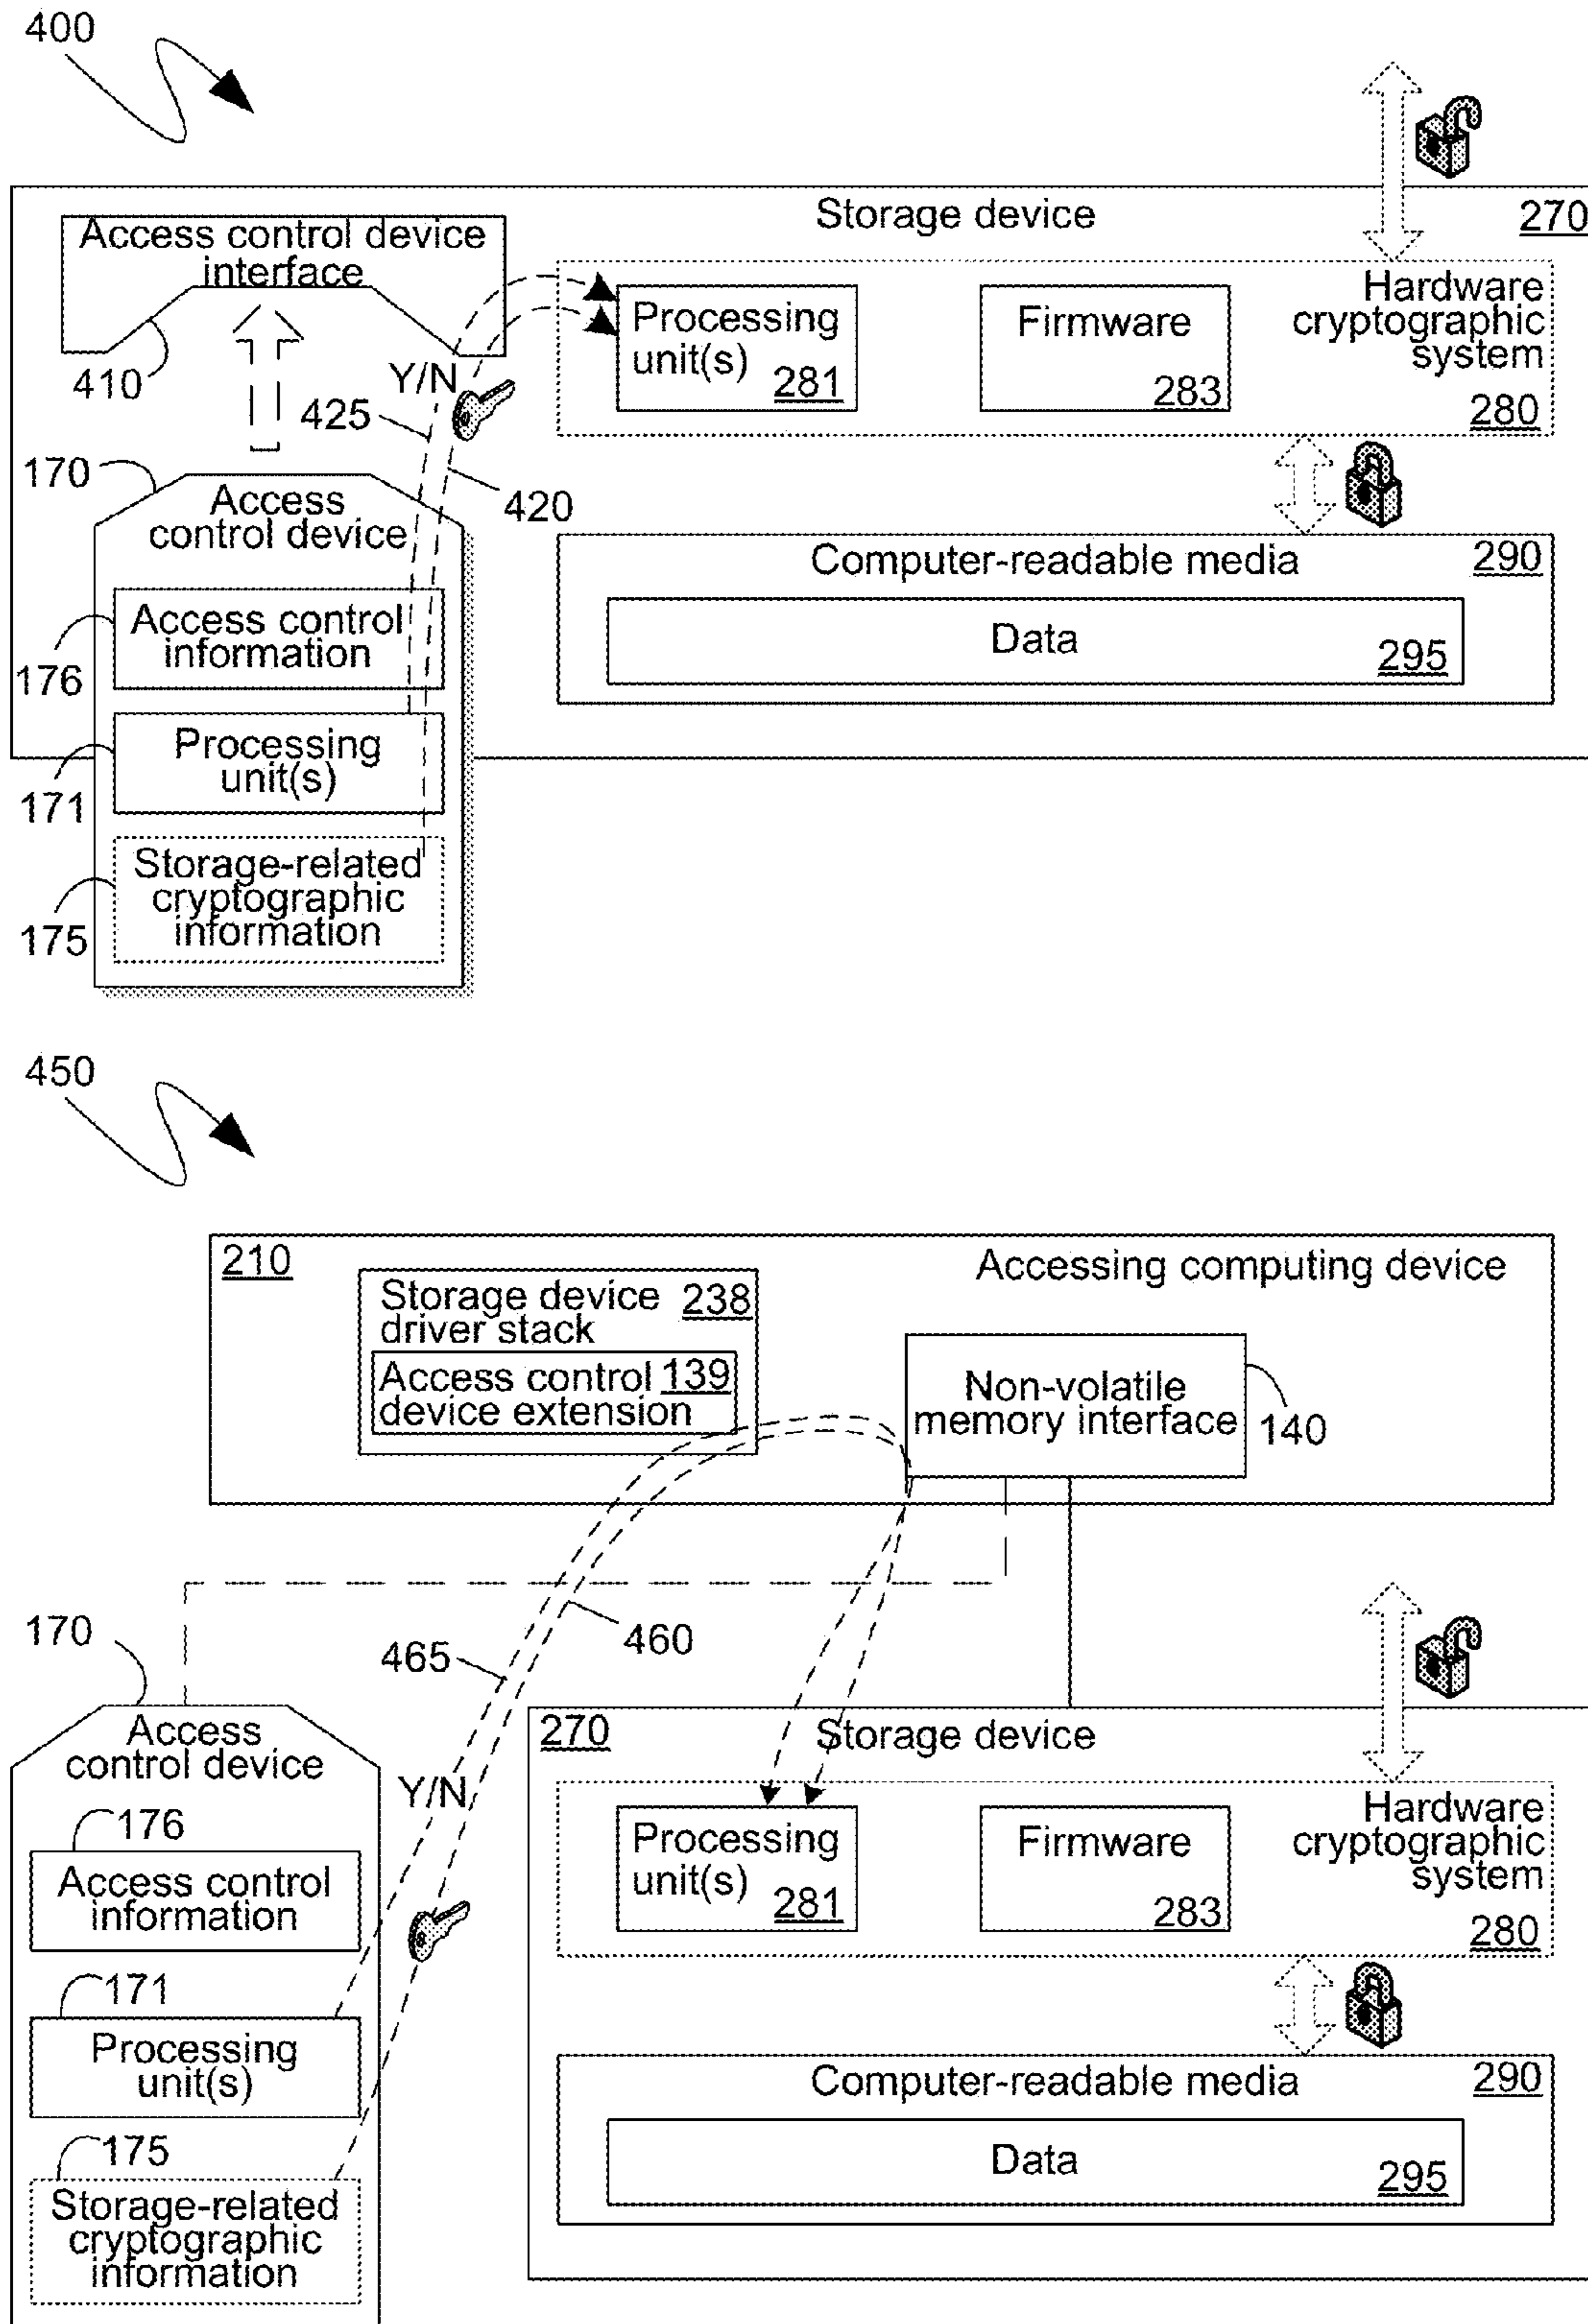 400
Storage device
270
Access control device
interface
410
Processing
unit(s)
281
Firmware
283
Hardware
cryptographic
system
280
Y/N
425
420
170
Access
control device
Computer-readable media
290
Data
295
Access control
information
176
Processing
unit(s)
171
Storage-related
cryptographic
information
175
450
210
Accessing computing device
Storage device
driver stack
238
Access control
device extension
139
Non-volatile
memory interface
140
170
465
460
Access
control device
270
Storage device
Y/N
176
Access control
information
Processing
unit(s)
281
Firmware
283
Hardware
cryptographic
system
280
171
Processing
unit(s)
Computer-readable media
290
Data
295
175
Storage-related
cryptographic
information